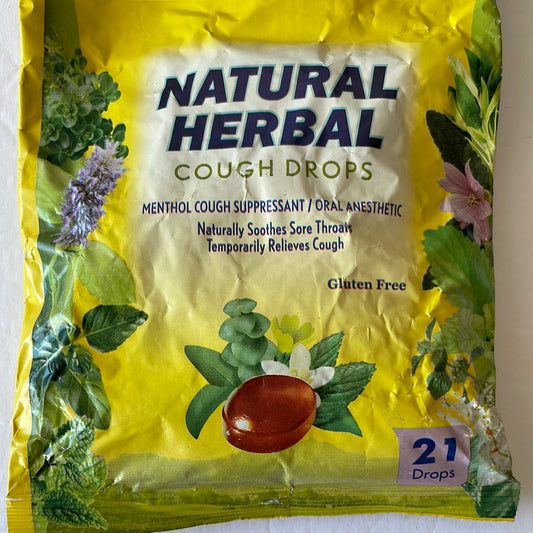 NATURAL
HERBAL
COUGH DROPS
MENTHOL COUGH SUPPRESSANT / ORAL ANESTHETIC
Naturally Soothes Sore Throats
Temporarily Relieves Cough
Gluten Free
21
Drops